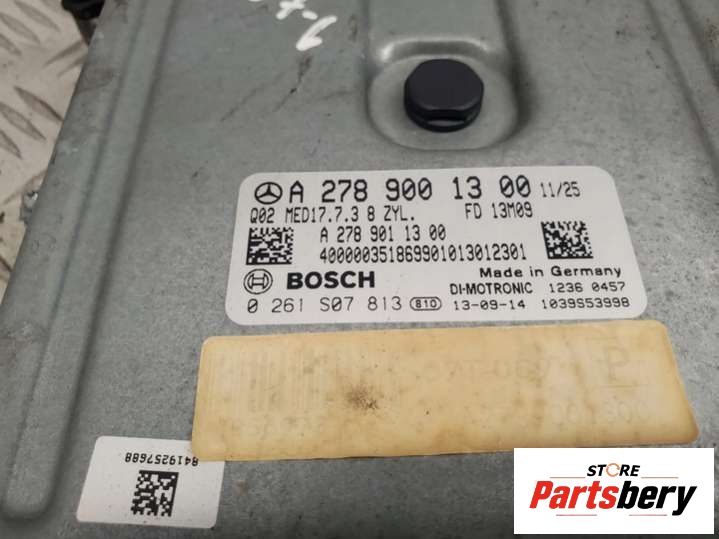 A 278 900 13 00 11/25
Q02 MED17.7.3 8 ZYL. FD 13M09
A 278 901 13 00
4000003518699010130123​01
BOSCH
Made in Germany
DI-MOTRONIC 1236 0457
0 261 S07 813 810 13-09-14 1039S53998
P
8419257688
STORE
Partsbery